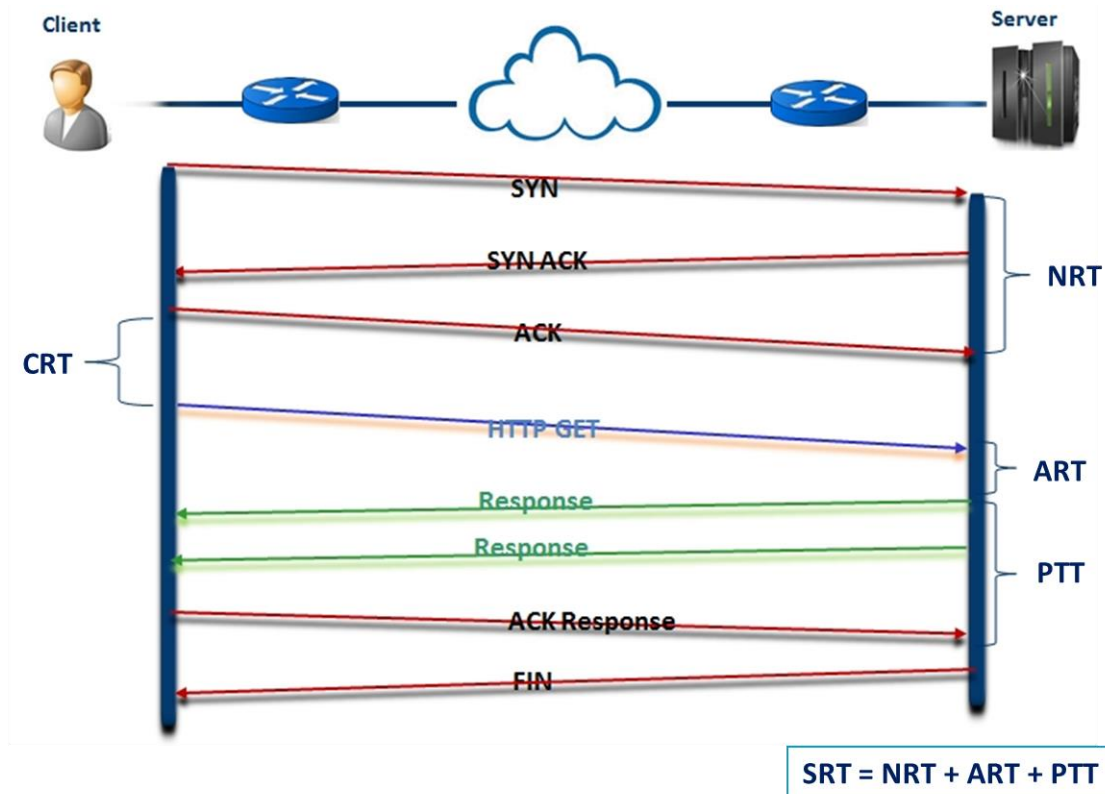 Client
Server
SYN
SYN ACK
NRT
ACK
CRT
HTTP GET
ART
Response
Response
PTT
ACK Response
FIN
SRT = NRT + ART + PTT